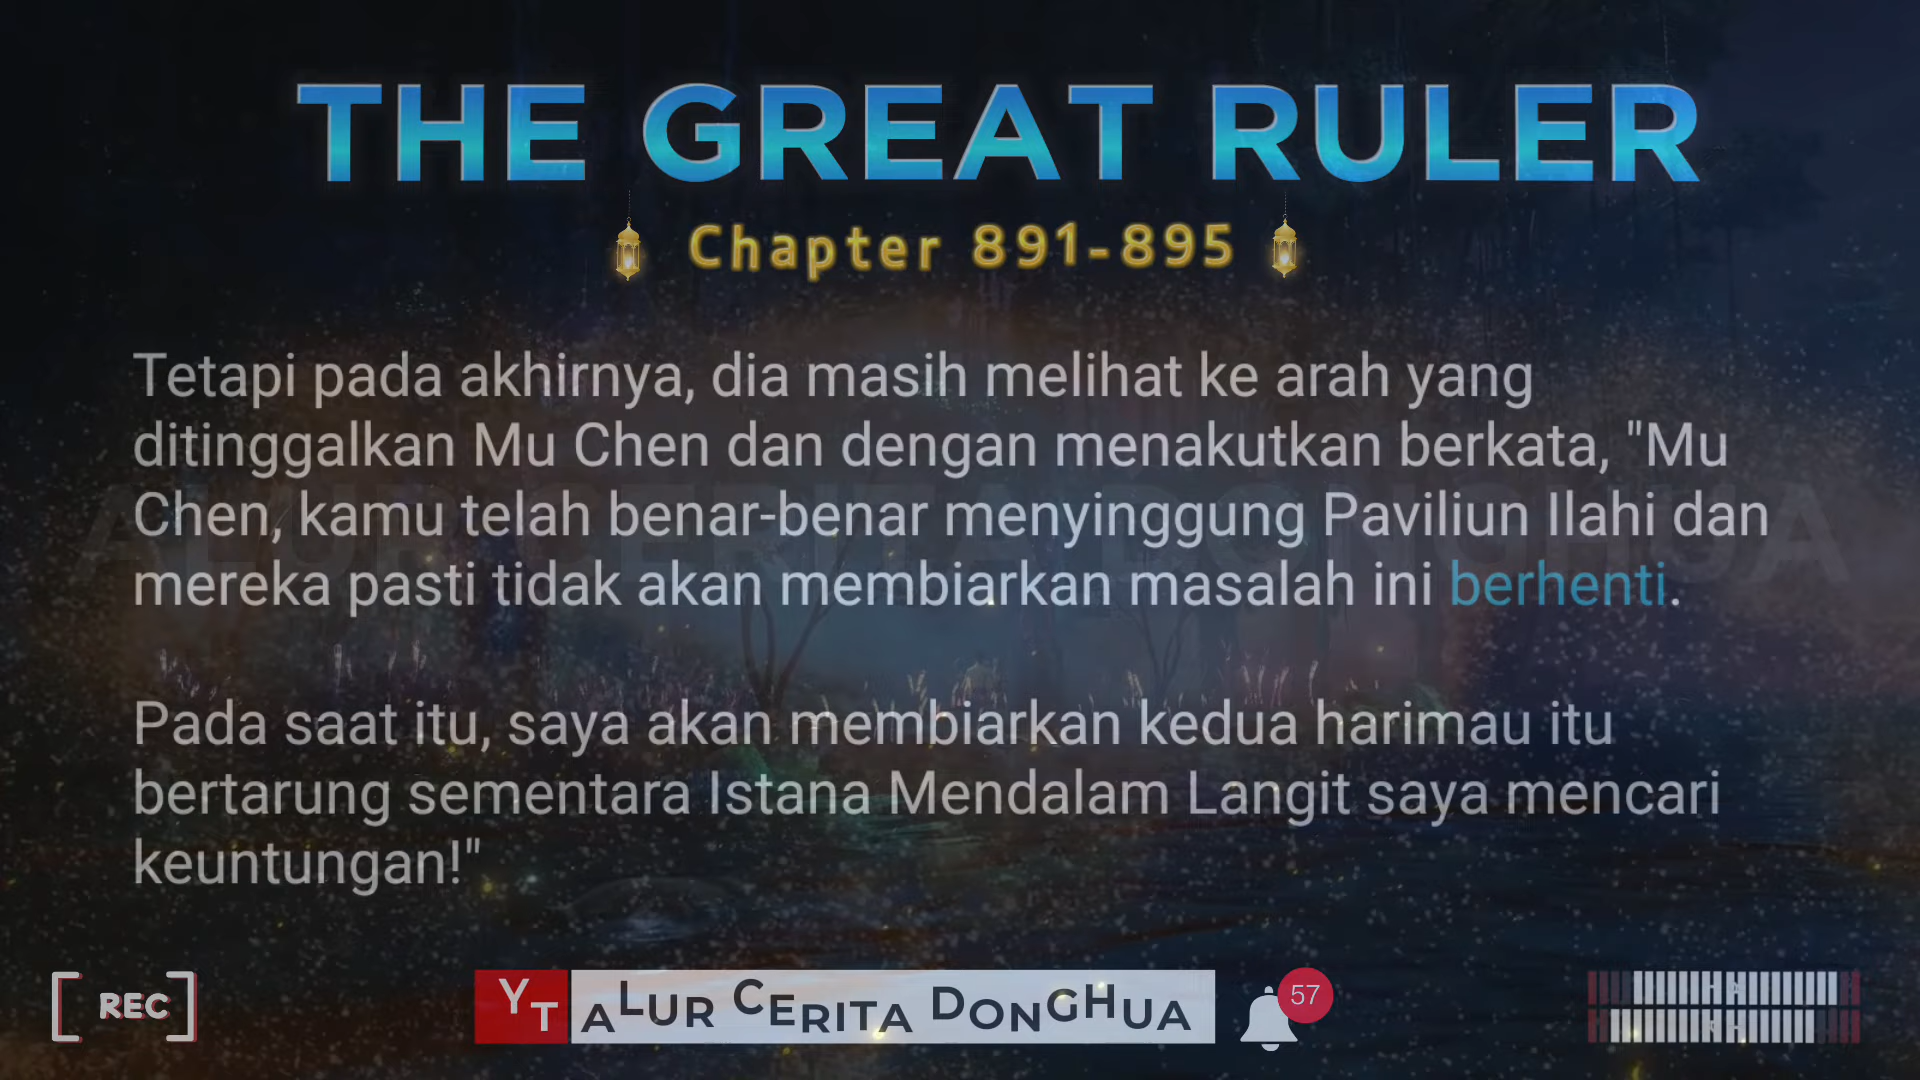 THE GREAT RULER
Chapter 891-895
Tetapi pada akhirnya, dia masih melihat ke arah yang
ditinggalkan Mu Chen dan dengan menakutkan berkata, "Mu
Chen, kamu telah benar-benar menyinggung Paviliun Ilahi dan
mereka pasti tidak akan membiarkan masalah ini berhenti.
Pada saat itu, saya akan membiarkan kedua harimau itu
bertarung sementara Istana Mendalam Langit saya mencari
keuntungan!"
ALUR CERITA DONGHUA
[REC]
YT ALUR CERITA DONGHUA
57